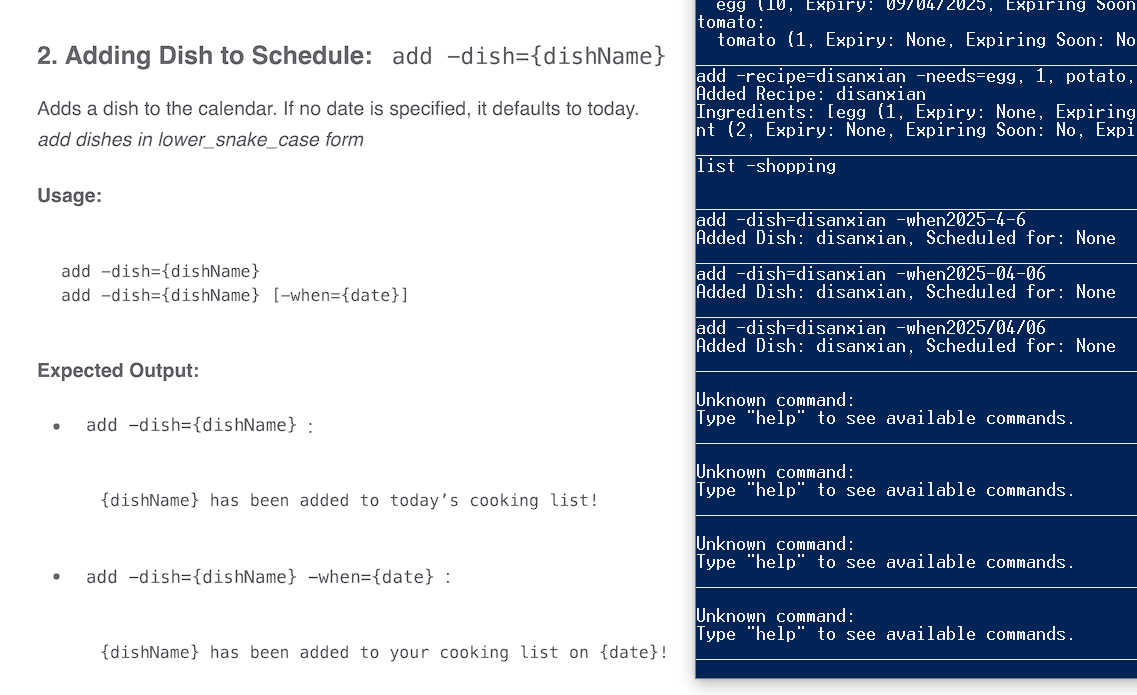 2. Adding Dish to Schedule: add -dish={dishName}
Adds a dish to the calendar. If no date is specified, it defaults to today.
add dishes in lower_snake_case form
Usage:
add -dish={dishName}
add -dish={dishName} [-when={date}]
Expected Output:
• add -dish={dishName} :
{dishName} has been added to today's cooking list!
• add -dish={dishName} -when={date} :
{dishName} has been added to your cooking list on {date}!
egg (10, Expiry: 09/04/2025, Expiring Soon
tomato:
tomato (1, Expiry: None, Expiring Soon: No
add -recipe=disanxian -needs=egg, 1, potato,
Added Recipe: disanxian
Ingredients: [egg (1, Expiry: None, Expiring
nt (2, Expiry: None, Expiring Soon: No, Expi
list -shopping
add -dish=disanxian -when2025-4-6
Added Dish: disanxian, Scheduled for: None
add -dish=disanxian -when2025-04-06
Added Dish: disanxian, Scheduled for: None
add -dish=disanxian -when2025/04/06
Added Dish: disanxian, Scheduled for: None
Unknown command:
Type "help" to see available commands.
Unknown command:
Type "help" to see available commands.
Unknown command:
Type "help" to see available commands.
Unknown command:
Type "help" to see available commands.